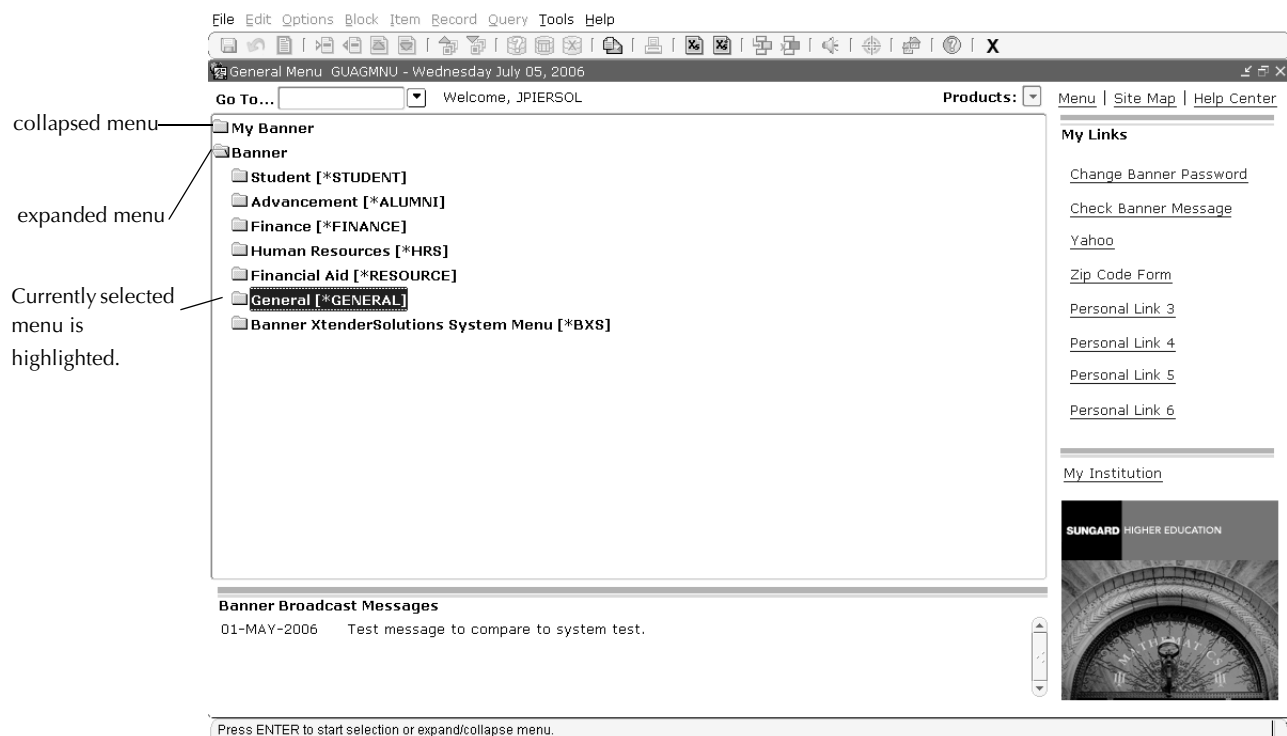 File Edit Options Block Item Record Query Tools Help
General Menu GUAGMNU - Wednesday July 05, 2006
Go To... Welcome, JPIERSOL Products: Menu | Site Map | Help Center
collapsed menu
My Banner
expanded menu
Banner
Student [*STUDENT]
Advancement [*ALUMNI]
Finance [*FINANCE]
Human Resources [*HRS]
Financial Aid [*RESOURCE]
Currently selected
menu is
highlighted.
General [*GENERAL]
Banner XtenderSolutions System Menu [*BXS]
My Links
Change Banner Password
Check Banner Message
Yahoo
Zip Code Form
Personal Link 3
Personal Link 4
Personal Link 5
Personal Link 6
My Institution
SUNGARD HIGHER EDUCATION
MATHEMATICS
Banner Broadcast Messages
01-MAY-2006 Test message to compare to system test.
Press ENTER to start selection or expand/collapse menu.